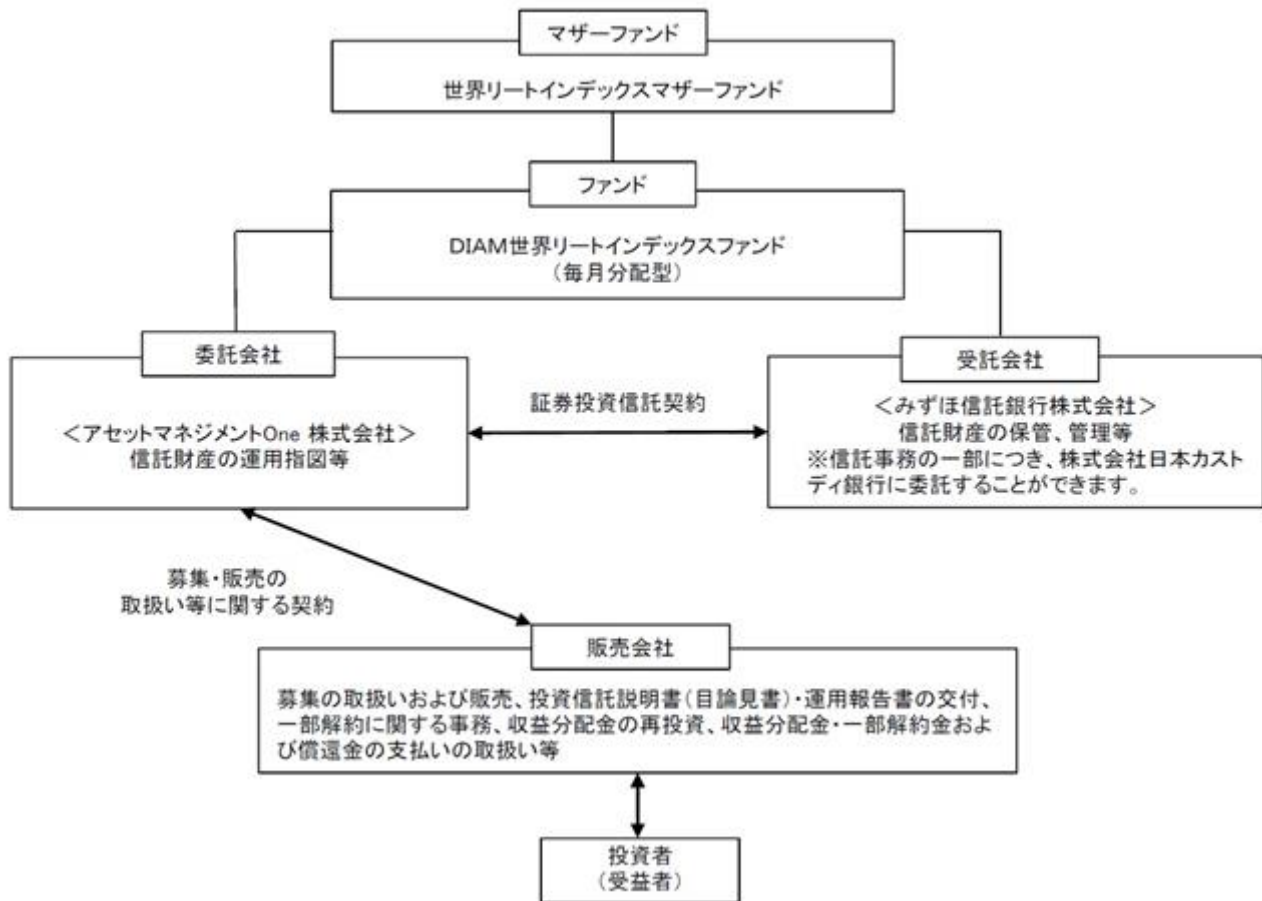 マザーファンド
世界リートインデックスマザーファンド
ファンド
DIAM世界リートインデックスファンド
（毎月分配型）
委託会社
＜アセットマネジメントOne 株式会社＞
信託財産の運用指図等
証券投資信託契約
受託会社
＜みずほ信託銀行株式会社＞
信託財産の保管、管理等
※信託事務の一部につき、株式会社日本カスト
ディ銀行に委託することができます。
募集・販売の
取扱い等に関する契約
販売会社
募集の取扱いおよび販売、投資信託説明書（目論見書）・運用報告書の交付、
一部解約に関する事務、収益分配金の再投資、収益分配金・一部解約金およ
び償還金の支払いの取扱い等
投資者
（受益者）